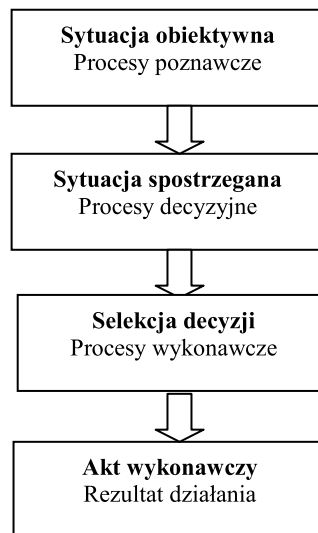 Sytuacja obiektywna
Procesy poznawcze
Sytuacja spostrzegana
Procesy decyzyjne
Selekcja decyzji
Procesy wykonawcze
Akt wykonawczy
Rezultat działania